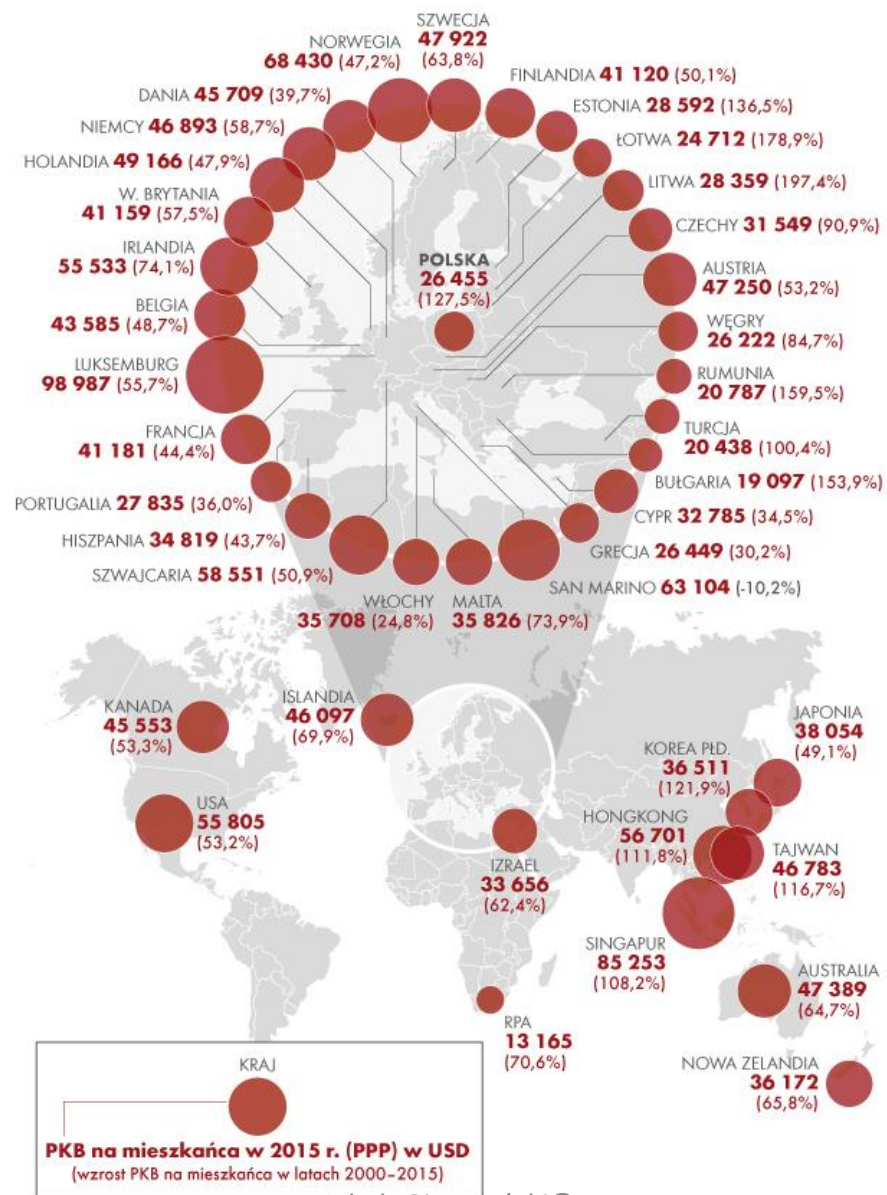 SZWECJA
47 922
(63,8%)
NORWEGIA
68 430 (47,2%)
FINLANDIA 41 120 (50,1%)
DANIA 45 709 (39,7%)
ESTONIA 28 592 (136,5%)
NIEMCY 46 893 (58,7%)
ŁOTWA 24 712 (178,9%)
HOLANDIA 49 166 (47,9%)
LITWA 28 359 (197,4%)
W. BRYTANIA
41 159 (57,5%)
CZECHY 31 549 (90,9%)
IRLANDIA
55 533 (74,1%)
POLSKA
26 455
(127,5%)
AUSTRIA
47 250 (53,2%)
BELGIA
43 585 (48,7%)
WĘGRY
26 222 (84,7%)
LUKSEMBURG
98 987 (55,7%)
RUMUNIA
20 787 (159,5%)
FRANCJA
41 181 (44,4%)
TURCJA
20 438 (100,4%)
PORTUGALIA 27 835 (36,0%)
BUŁGARIA 19 097 (153,9%)
HISZPANIA 34 819 (43,7%)
CYPR 32 785 (34,5%)
SZWAJCARIA 58 551 (50,9%)
GRECJA 26 449 (30,2%)
WŁOCHY
35 708 (24,8%)
MALTA
35 826 (73,9%)
SAN MARINO 63 104 (-10,2%)
KANADA
45 553
(53,3%)
ISLANDIA
46 097
(69,9%)
JAPONIA
38 054
(49,1%)
KOREA PŁD.
36 511
(121,9%)
USA
55 805
(53,2%)
HONGKONG
56 701
(111,8%)
IZRAEL
33 656
(62,4%)
TAJWAN
46 783
(116,7%)
SINGAPUR
85 253
(108,2%)
AUSTRALIA
47 389
(64,7%)
RPA
13 165
(70,6%)
NOWA ZELANDIA
36 172
(65,8%)
KRAJ
PKB na mieszkańca w 2015 r. (PPP) w USD
(wzrost PKB na mieszkańca w latach 2000–2015)